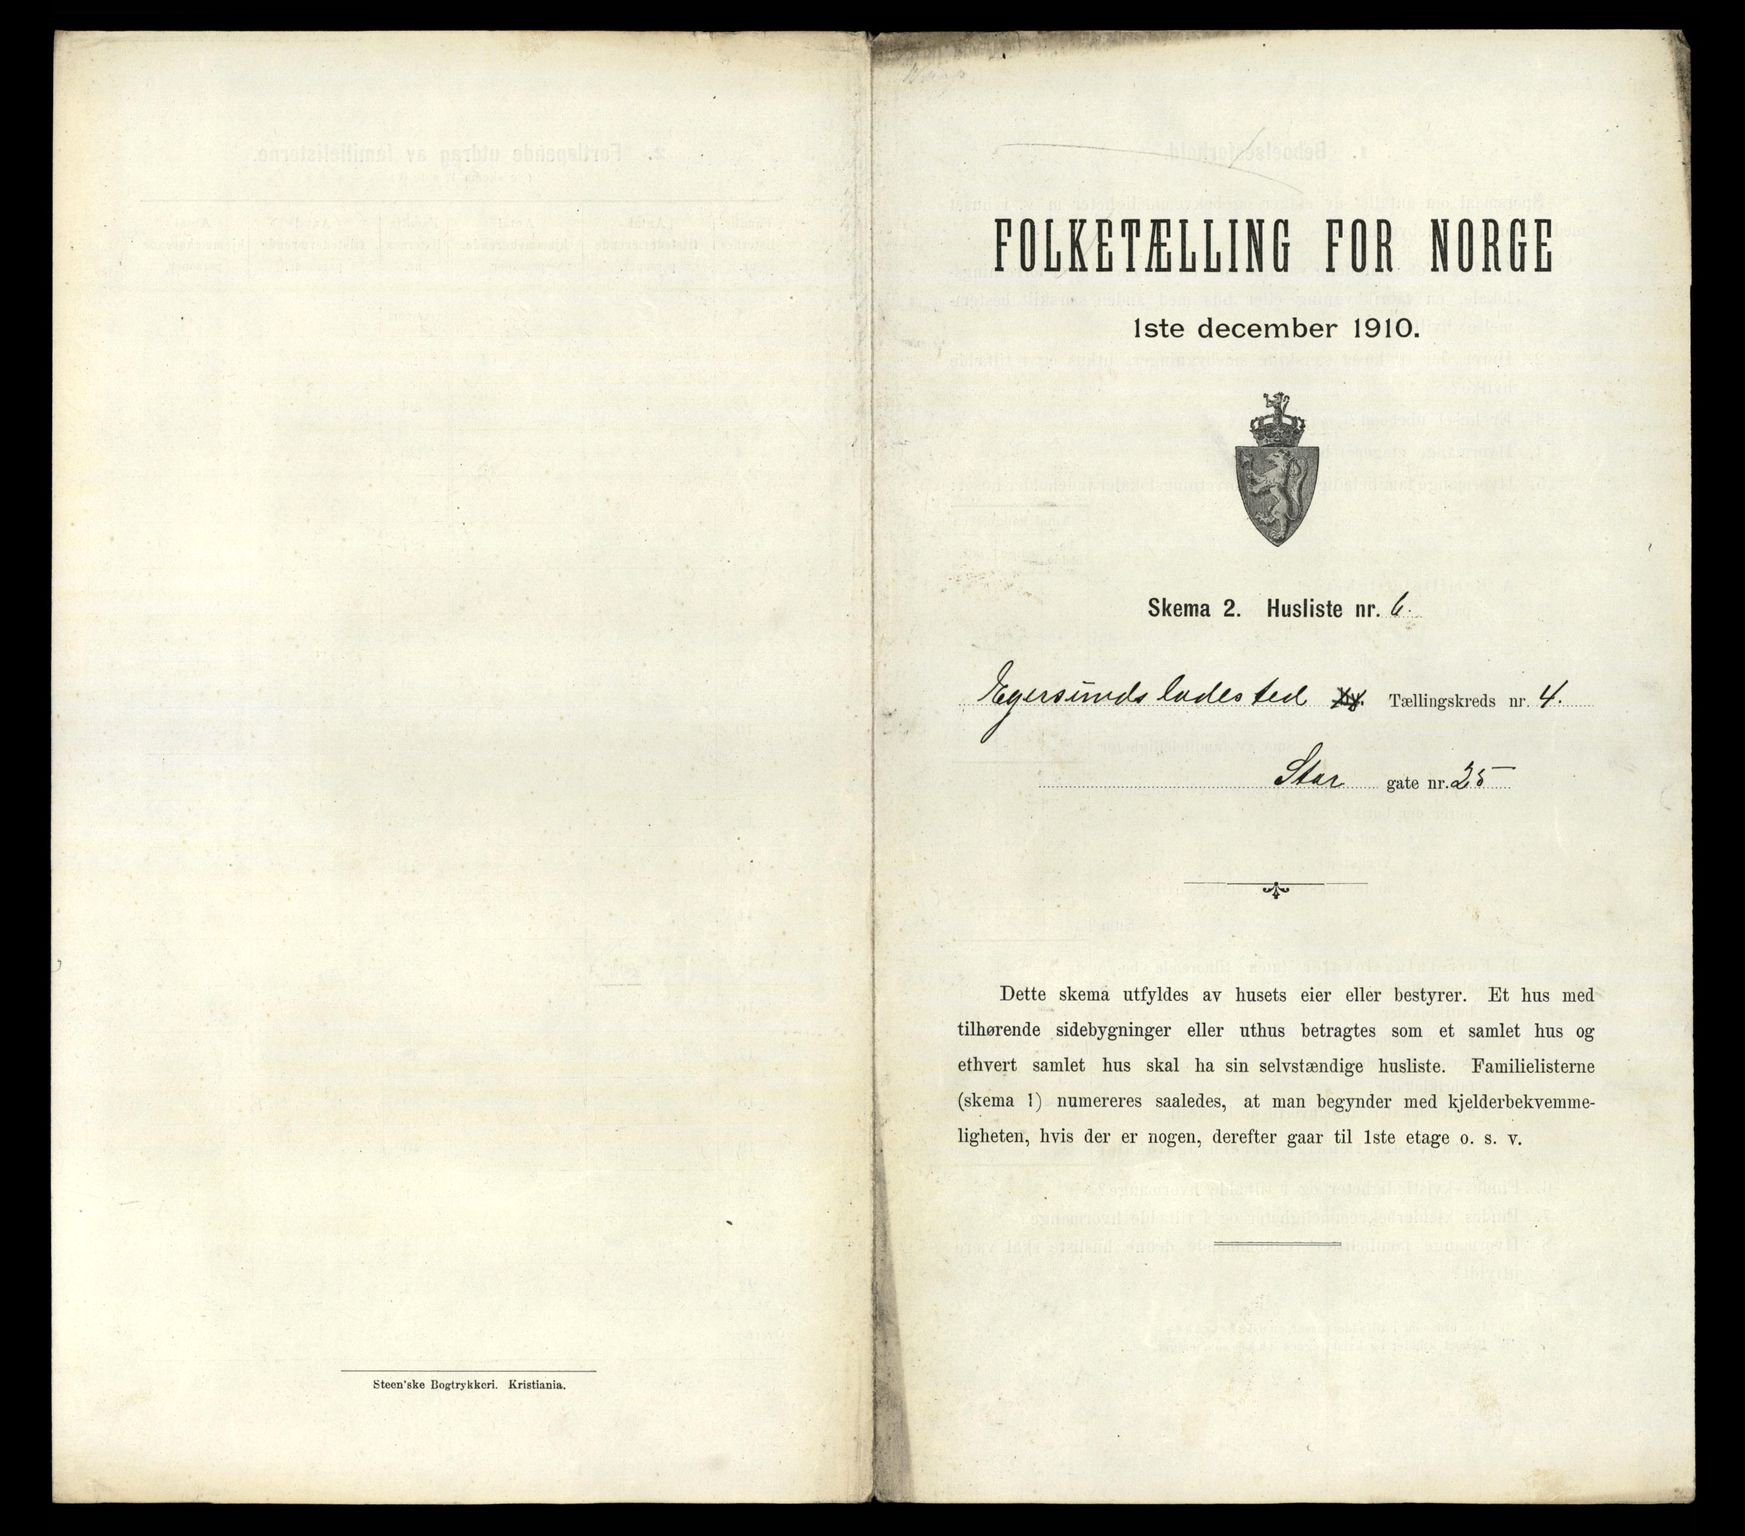 Steen'ske Bogtrykkeri. Kristiania.
FOLKETÆLLING FOR NORGE
1ste december 1910.
Skema 2. Husliste nr. 6.
Egersunds ladested by. Tællingskreds nr. 4.
Stor gate nr. 25
Dette skema utfyldes av husets eier eller bestyrer. Et hus med
tilhørende sidebygninger eller uthus betragtes som et samlet hus og
ethvert samlet hus skal ha sin selvstændige husliste. Familielisterne
(skema 1) numereres saaledes, at man begynder med kjelderbekvemme-
ligheten, hvis der er nogen, derefter gaar til 1ste etage o. s. v.